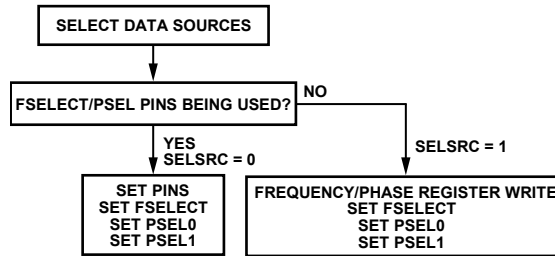 SELECT DATA SOURCES
FSELECT/PSEL PINS BEING USED?
NO
YES
SELSRC = 0
SELSRC = 1
SET PINS
SET FSELECT
SET PSEL0
SET PSEL1
FREQUENCY/PHASE REGISTER WRITE
SET FSELECT
SET PSEL0
SET PSEL1